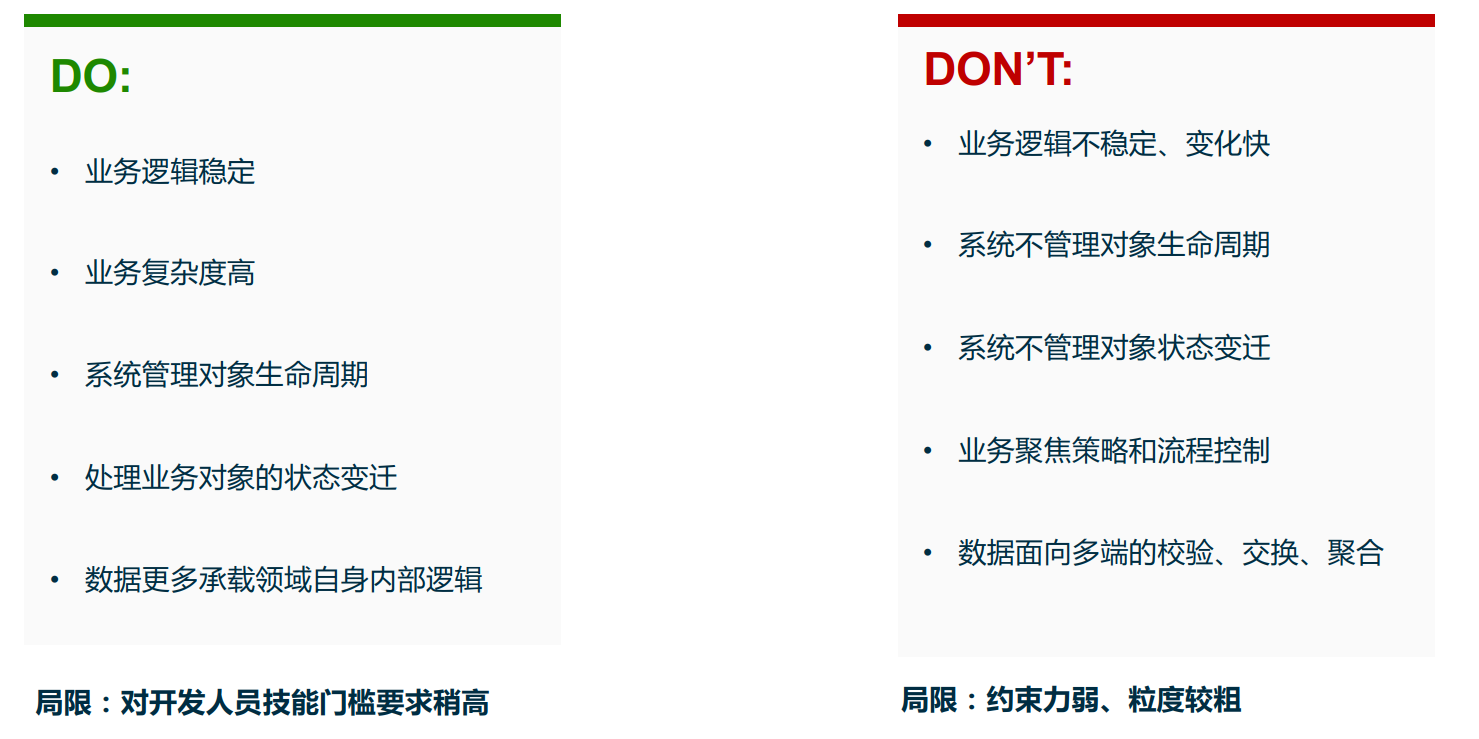 DO:
• 业务逻辑稳定
• 业务复杂度高
• 系统管理对象生命周期
• 处理业务对象的状态变迁
• 数据更多承载领域自身内部逻辑
局限：对开发人员技能门槛要求稍高
DON’T:
• 业务逻辑不稳定、变化快
• 系统不管理对象生命周期
• 系统不管理对象状态变迁
• 业务聚焦策略和流程控制
• 数据面向多端的校验、交换、聚合
局限：约束力弱、粒度较粗